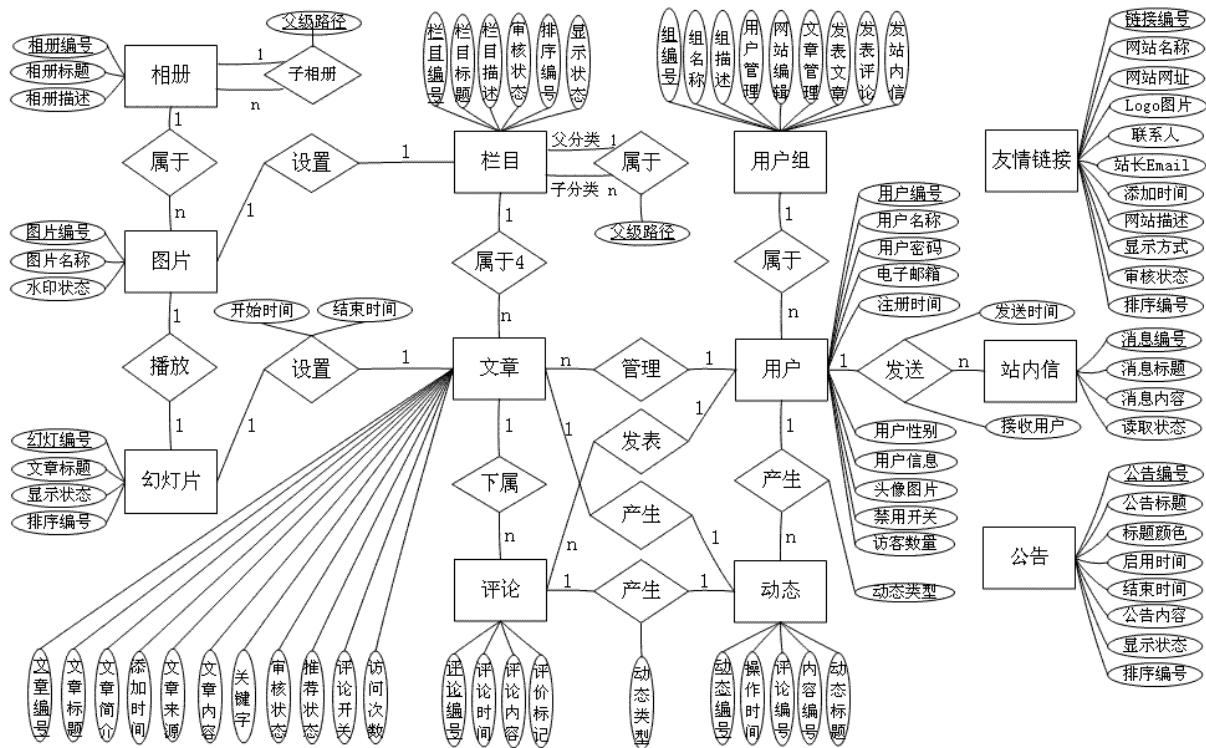 父级路径
相册编号
相册标题
相册描述
相册
1
n
子相册
栏目编号
栏目标题
栏目描述
审核状态
排序编号
显示状态
组编号
组名称
组描述
用户管理
网站编辑
文章管理
发表文章
发表评论
发站内信
链接编号
网站名称
网站网址
Logo图片
联系人
站长Email
添加时间
网站描述
显示方式
审核状态
排序编号
友情链接
1
属于
n
设置
1
1
栏目
父分类 1
子分类 n
属于
父级路径
用户组
1
属于
n
图片编号
图片名称
水印状态
图片
1
播放
1
1
属于4
n
开始时间
结束时间
设置
1
1
文章
n
管理
1
用户
用户编号
用户名称
用户密码
电子邮箱
注册时间
1
发送
n
发送时间
接收用户
站内信
消息编号
消息标题
消息内容
读取状态
幻灯编号
文章标题
显示状态
排序编号
幻灯片
1
下属
n
1
发表
n
1
产生
1
1
产生
n
用户性别
用户信息
头像图片
禁用开关
访客数量
动态类型
公告
公告编号
公告标题
标题颜色
启用时间
结束时间
公告内容
显示状态
排序编号
评论
1
产生
1
动态
文章编号
文章标题
文章简介
添加时间
文章来源
文章内容
关键字
审核状态
推荐状态
评论开关
访问次数
评论编号
评论时间
评论内容
评价标记
动态类型
动态编号
操作时间
评论编号
内容编号
动态标题